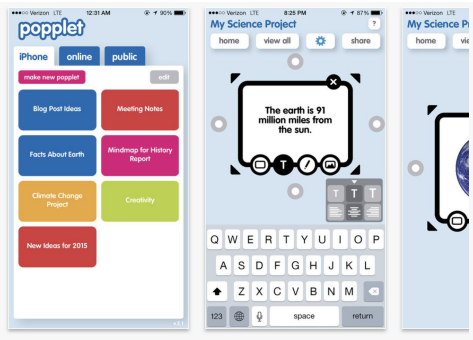 Verizon LTE 12:31 AM 90%
popplet
iPhone online public
make new popplet edit
Blog Post Ideas
Meeting Notes
Facts About Earth
Mindmap for History
Report
Climate Change
Project
Creativity
New Ideas for 2015
Verizon LTE 8:25 PM 87%
My Science Project ?
home view all share
The earth is 91
million miles from
the sun.
T
T T T
Q W E R T Y U I O P
A S D F G H J K L
Z X C V B N M
123 space return
Verizon LTE
My Science P
home vie